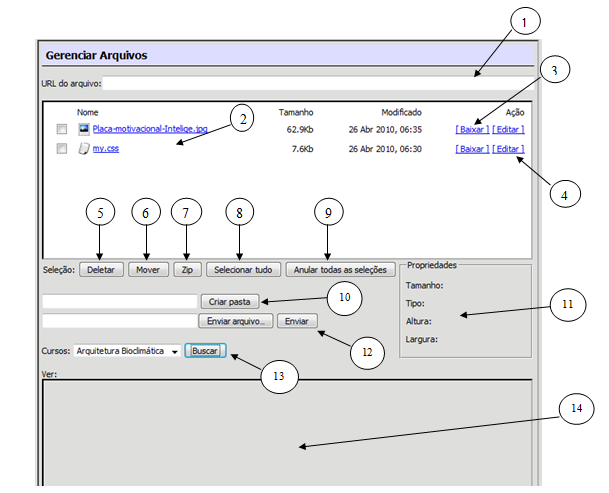 1
Gerenciar Arquivos
3
URL do arquivo:
Nome Tamanho Modificado Ação
Placa-motivacional-Inteliqe.jpg 62.9Kb 26 Abr 2010, 06:35 [ Baixar ] [ Editar ]
2
my.css 7.6Kb 26 Abr 2010, 06:30 [ Baixar ] [ Editar ]
4
5 6 7 8 9
Seleção: Deletar Mover Zip Selecionar tudo Anular todas as seleções
Propriedades
Tamanho:
Tipo:
Altura:
Largura:
Criar pasta 10 11
Enviar arquivo... Enviar
12
Cursos: Arquitetura Bioclimática Buscar
13
Ver:
14